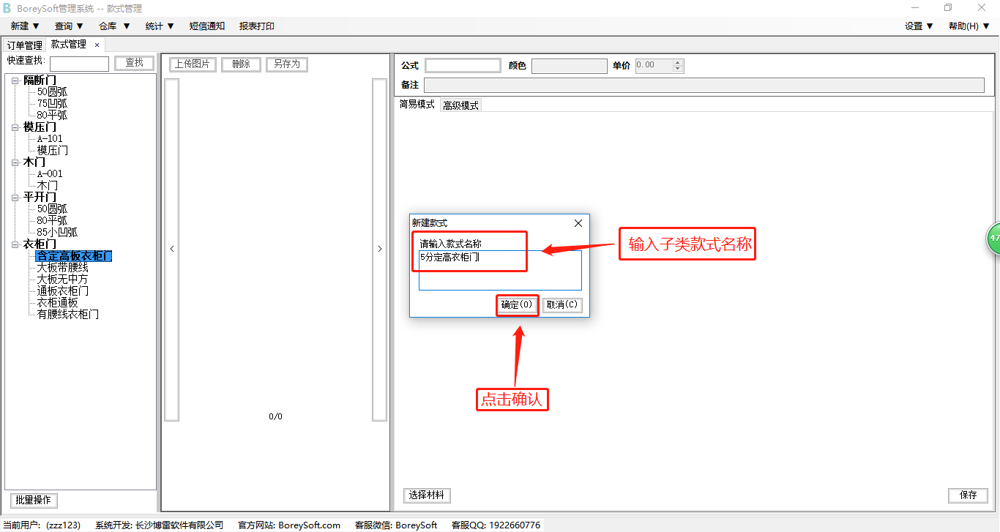 BoreySoft管理系统 -- 款式管理
新建 ▼ 查询 ▼ 仓库 ▼ 统计 ▼ 短信通知 报表打印 设置 ▼ 帮助(H) ▼
订单管理 款式管理 ×
快速查找: 查找
隔断门
50圆弧
75凹弧
80平弧
模压门
A-101
模压门
木门
A-001
木门
平开门
50圆弧
80平弧
85小凹弧
衣柜门
含定高板衣柜门
大板带腰线
大板无中方
通板衣柜门
衣柜通板
有腰线衣柜门
批量操作
上传图片 删除 另存为
<
>
0/0
公式 颜色 单价 0.00
备注
简易模式 高级模式
新建款式
请输入款式名称
5分定高衣柜门
确定(O) 取消(C)
输入子类款式名称
点击确认
47
选择材料 保存
当前用户: (zzz123) 系统开发: 长沙博雷软件有限公司 官方网站: BoreySoft.com 客服微信: BoreySoft 客服QQ: 1922660776